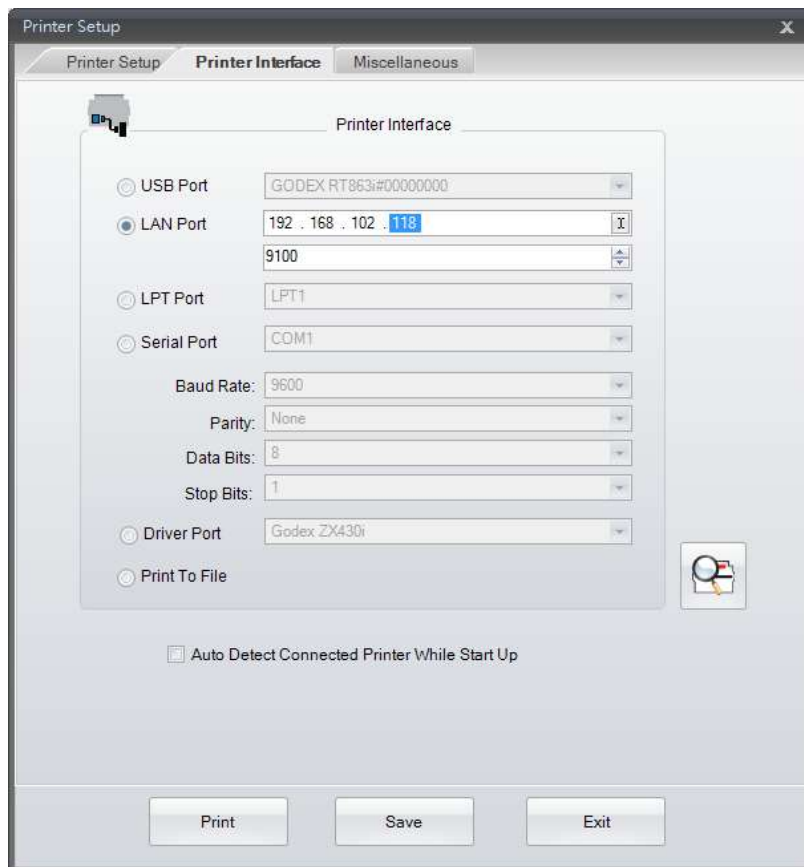 Printer Setup X
Printer Setup Printer Interface Miscellaneous
Printer Interface
USB Port GODEX RT863i#00000000
LAN Port 192 . 168 . 102 . 118
9100
LPT Port LPT1
Serial Port COM1
Baud Rate: 9600
Parity: None
Data Bits: 8
Stop Bits: 1
Driver Port Godex ZX430i
Print To File
Auto Detect Connected Printer While Start Up
Print Save Exit